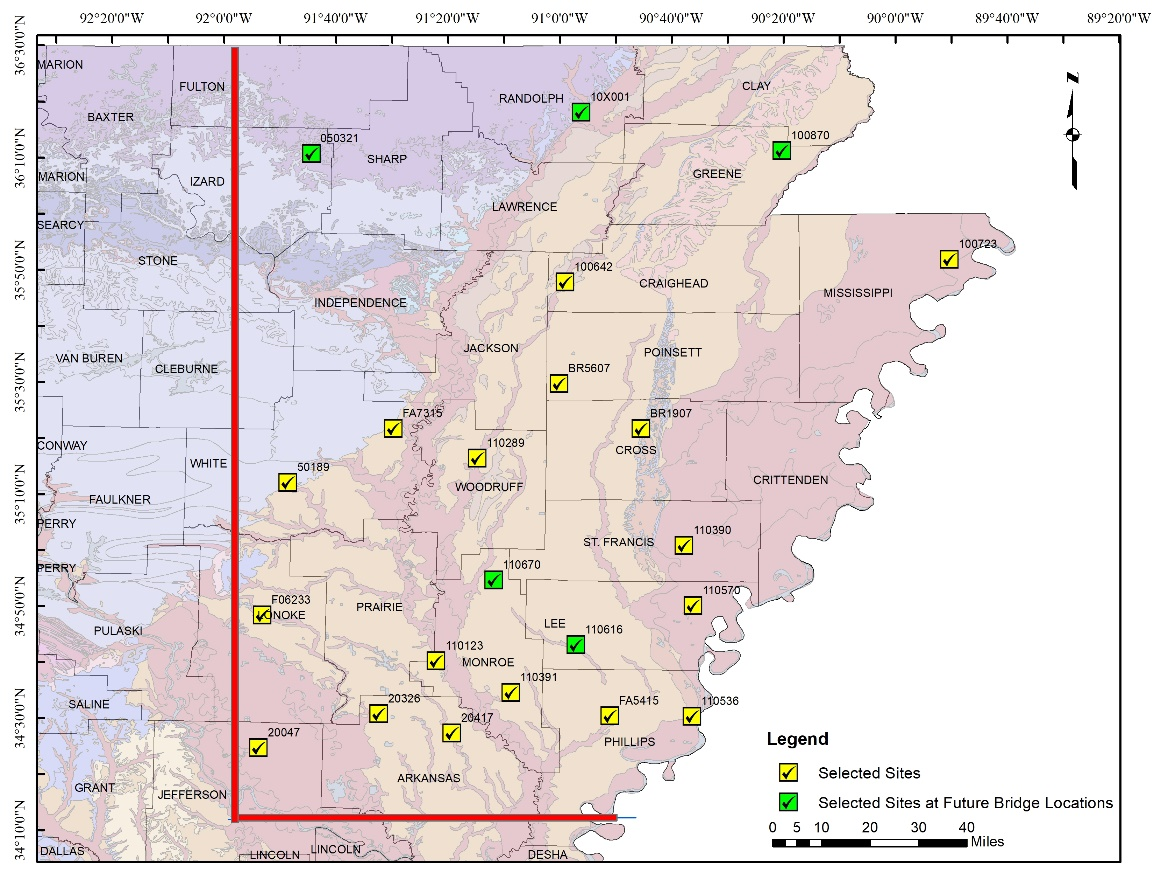 92°20'0"W 92°0'0"W 91°40'0"W 91°20'0"W 91°0'0"W 90°40'0"W 90°20'0"W 90°0'0"W 89°40'0"W 89°20'0"W
36°30'0"N
MARION
FULTON
CLAY
RANDOLPH 10X001
BAXTER
050321
100870
36°10'0"N
SHARP
MARION
IZARD
GREENE
LAWRENCE
SEARCY
100723
STONE
35°50'0"N
100642
CRAIGHEAD
MISSISSIPPI
INDEPENDENCE
JACKSON
POINSETT
VAN BUREN
CLEBURNE
BR5607
35°30'0"N
FA7315
BR1907
CONWAY
110289
CROSS
WHITE
50189
CRITTENDEN
WOODRUFF
FAULKNER
35°10'0"N
PERRY
110390
ST. FRANCIS
PERRY
110670
110570
F06233
LONOKE
PRAIRIE
34°50'0"N
LEE
110616
PULASKI
110123
MONROE
110391
20326
FA5415
110536
SALINE
20417
34°30'0"N
20047
PHILLIPS
ARKANSAS
GRANT
JEFFERSON
34°10'0"N
DALLAS
LINCOLN
LINCOLN
DESHA
N
Legend
Selected Sites
Selected Sites at Future Bridge Locations
0 5 10 20 30 40
Miles